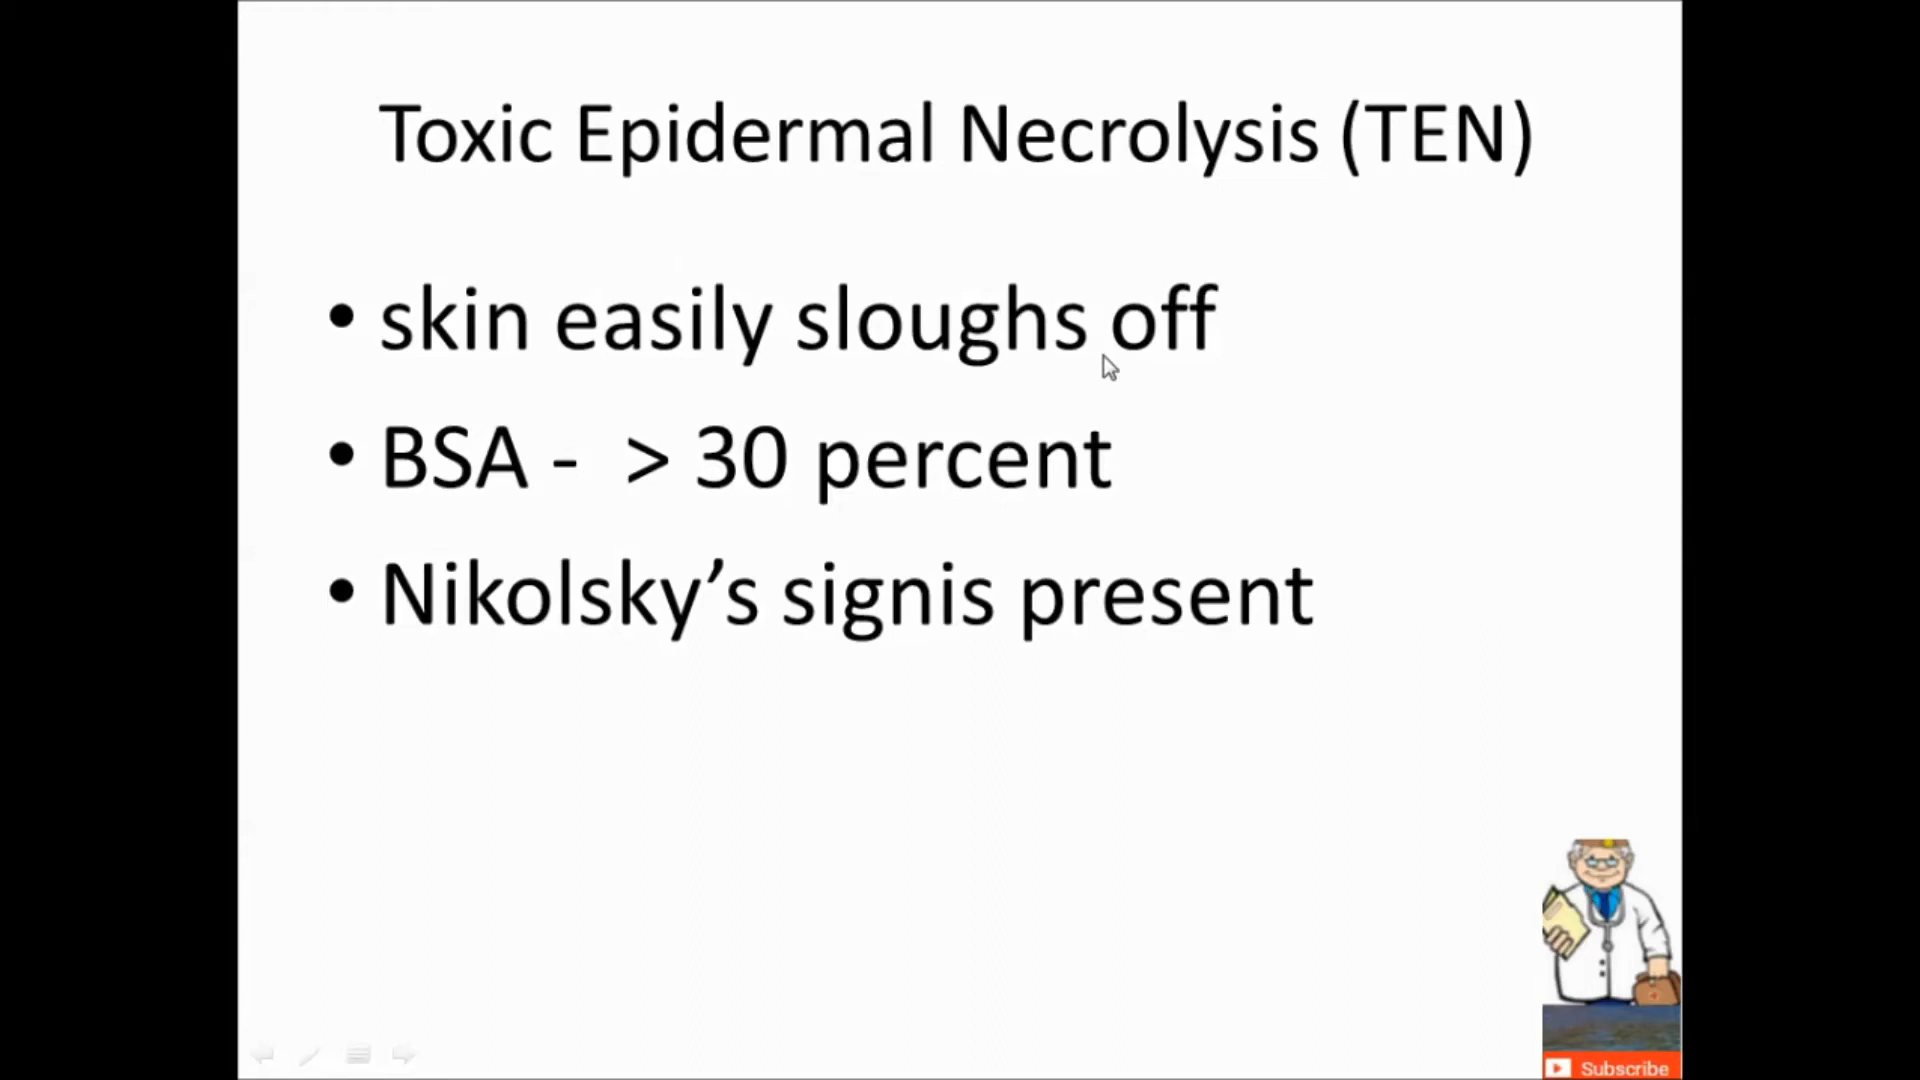 Toxic Epidermal Necrolysis (TEN)
• skin easily sloughs off
• BSA -  > 30 percent
• Nikolsky’s signis present
Subscribe